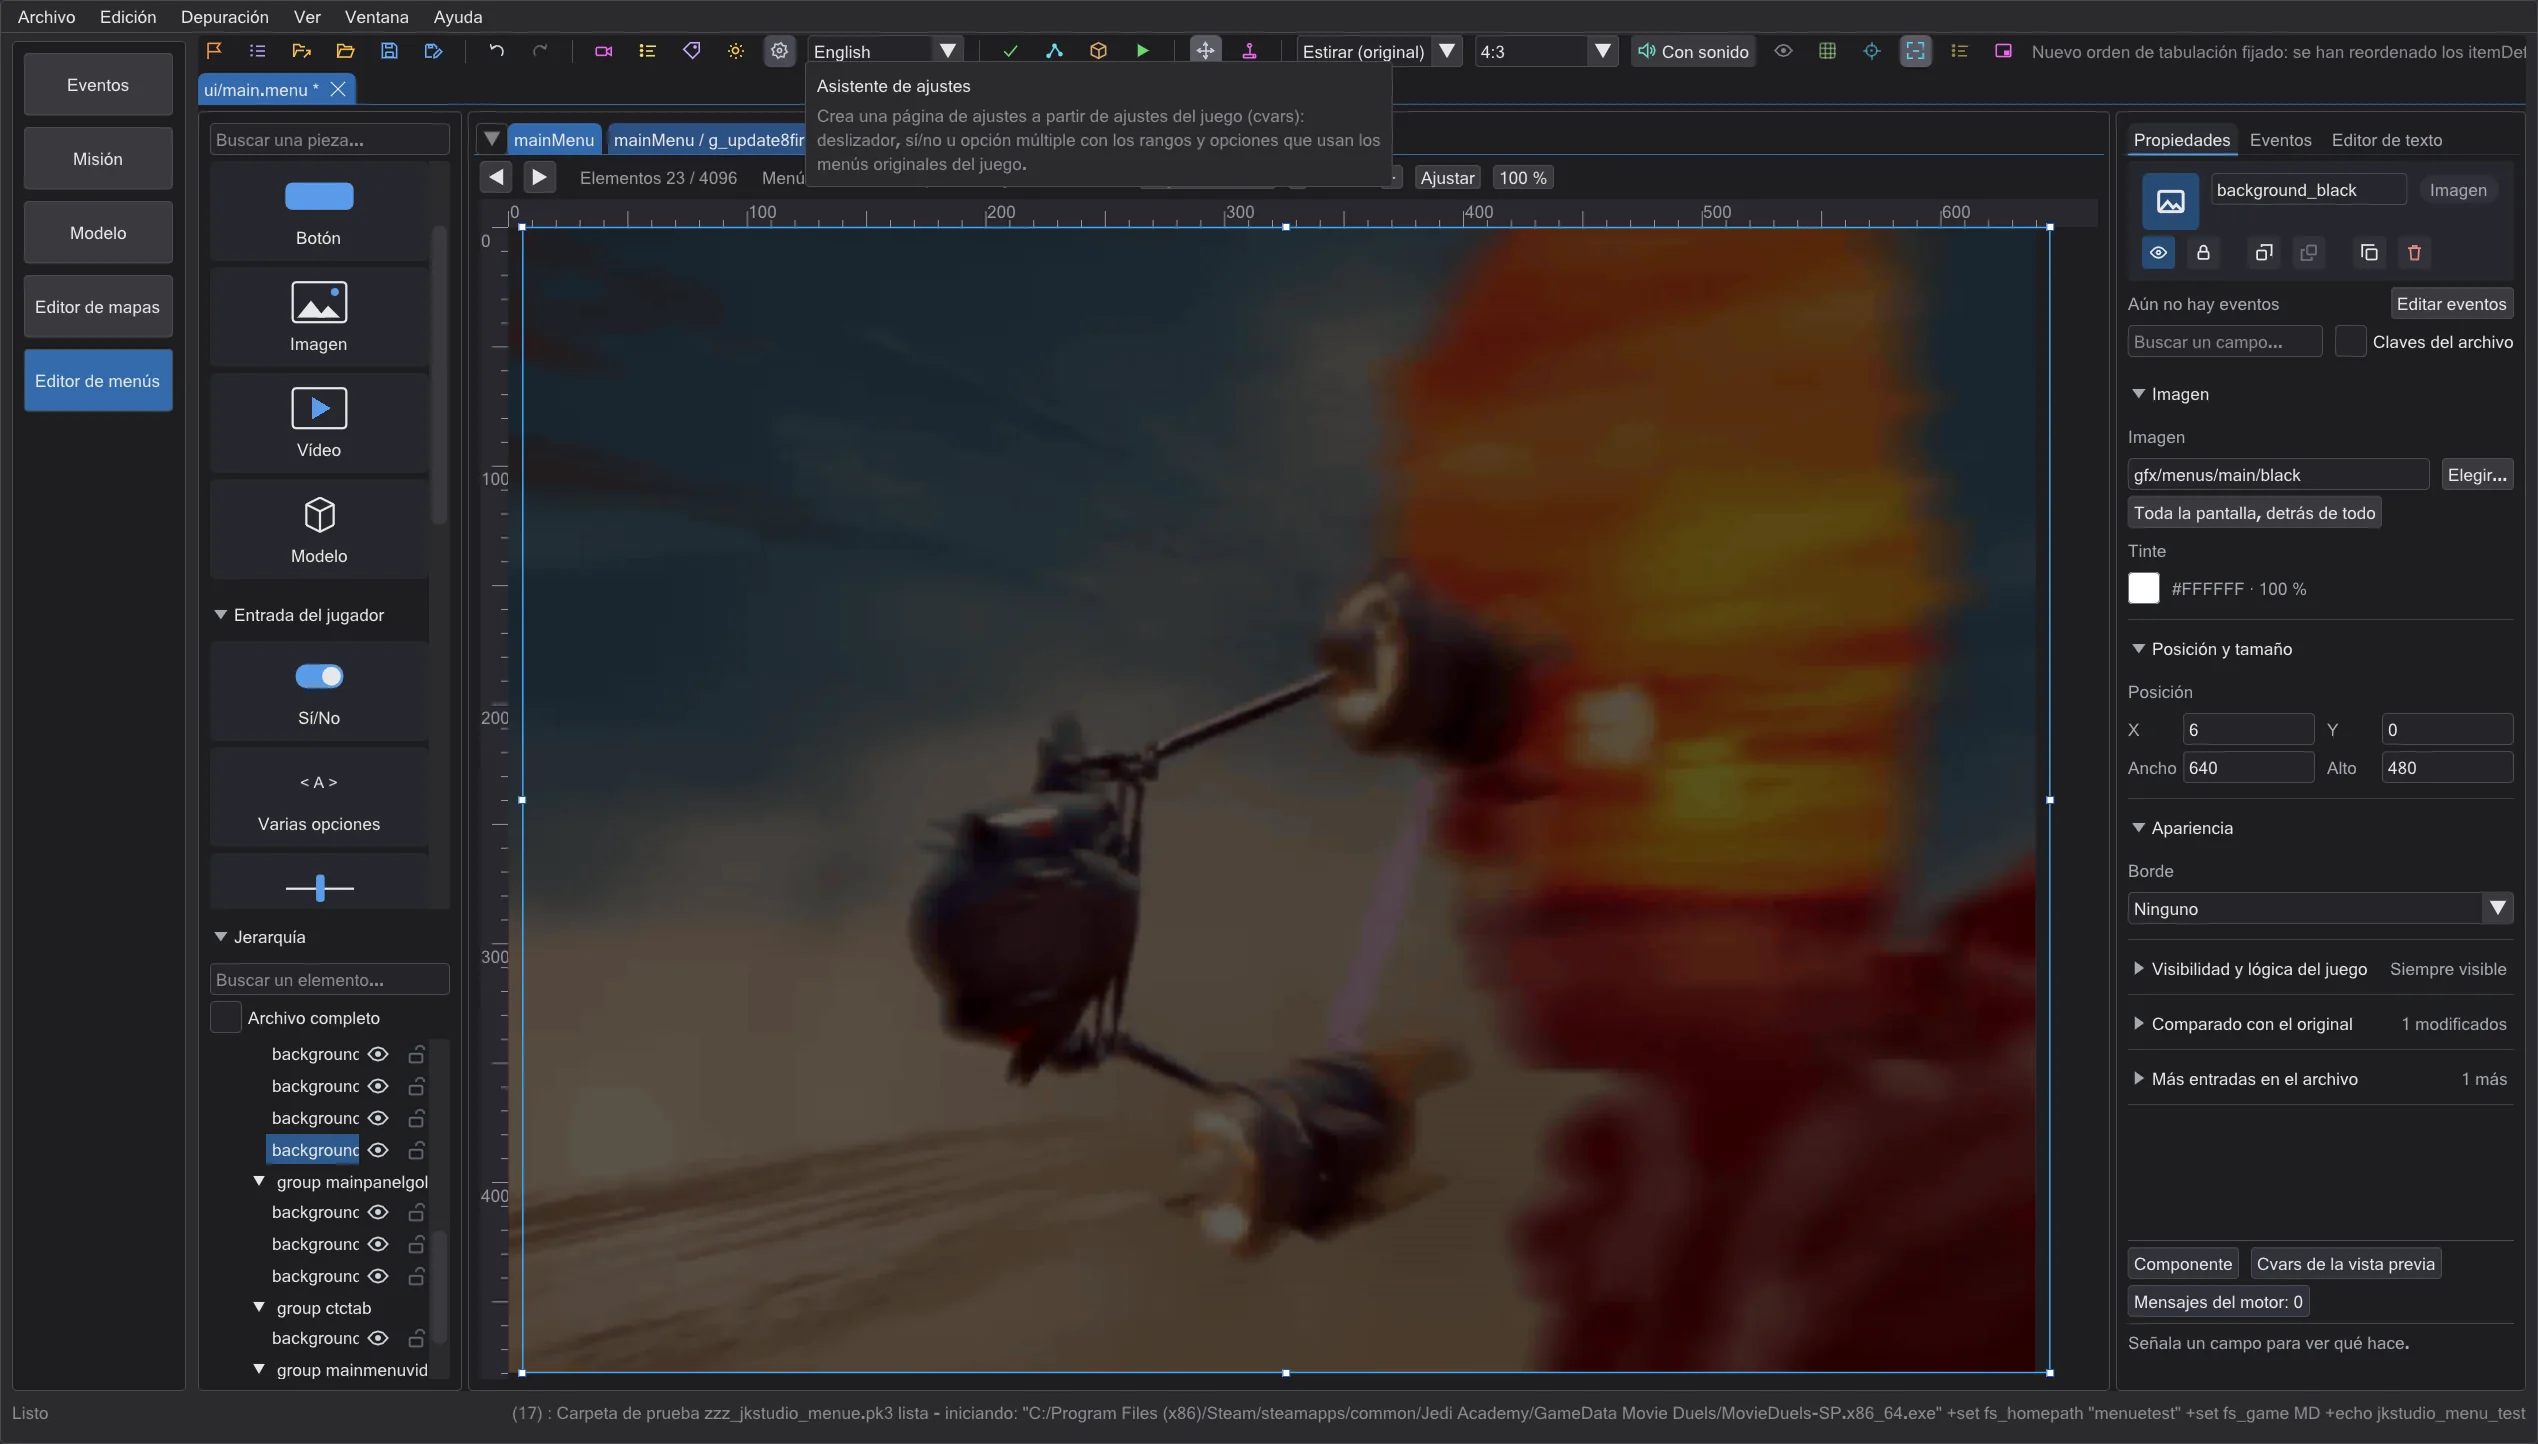 Archivo Edición Depuración Ver Ventana Ayuda
English
Estirar (original)
4:3
Con sonido
Nuevo orden de tabulación fijado: se han reordenado los itemDef
Eventos
Misión
Modelo
Editor de mapas
Editor de menús
ui/main.menu *
Asistente de ajustes
Crea una página de ajustes a partir de ajustes del juego (cvars):
deslizador, sí/no u opción múltiple con los rangos y opciones que usan los
menús originales del juego.
Buscar una pieza...
Botón
Imagen
Vídeo
Modelo
Entrada del jugador
Sí/No
< A >
Varias opciones
Jerarquía
Buscar un elemento...
Archivo completo
background
background
background
background
group mainpanelgol
background
background
background
group ctctab
background
group mainmenuvid
mainMenu
mainMenu / g_update8fir
Elementos 23 / 4096
Menú
Ajustar
100 %
0 100 200 300 400 500 600
0
100
200
300
400
Propiedades Eventos Editor de texto
background_black
Imagen
Aún no hay eventos
Editar eventos
Buscar un campo...
Claves del archivo
Imagen
Imagen
gfx/menus/main/black
Elegir...
Toda la pantalla, detrás de todo
Tinte
#FFFFFF · 100 %
Posición y tamaño
Posición
X 6 Y 0
Ancho 640 Alto 480
Apariencia
Borde
Ninguno
Visibilidad y lógica del juego Siempre visible
Comparado con el original 1 modificados
Más entradas en el archivo 1 más
Componente
Cvars de la vista previa
Mensajes del motor: 0
Señala un campo para ver qué hace.
Listo
(17) : Carpeta de prueba zzz_jkstudio_menue.pk3 lista - iniciando: "C:/Program Files (x86)/Steam/steamapps/common/Jedi Academy/GameData Movie Duels/MovieDuels-SP.x86_64.exe" +set fs_homepath "menuetest" +set fs_game MD +echo jkstudio_menu_test